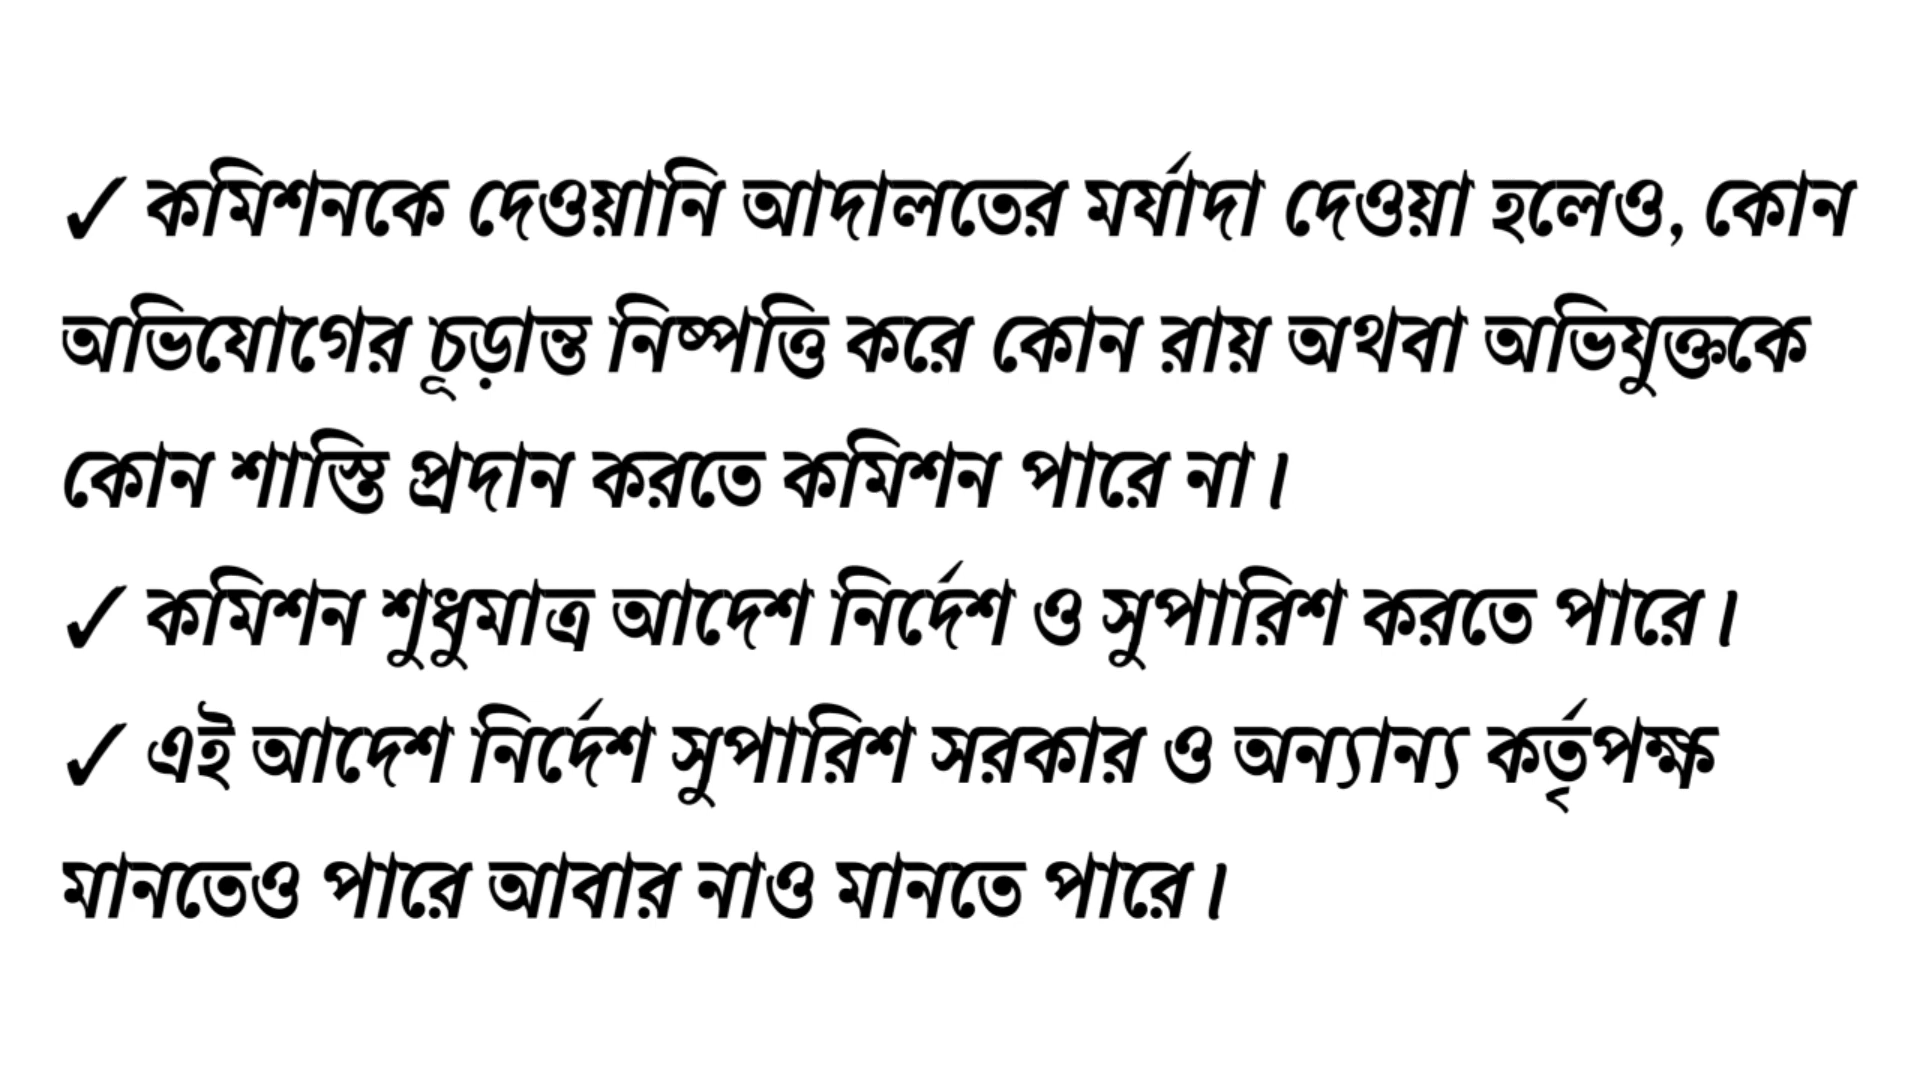 ✓ কমিশনকে দেওয়ানি আদালতের মর্যাদা দেওয়া হলেও, কোন
অভিযোগের চূড়ান্ত নিষ্পত্তি করে কোন রায় অথবা অভিযুক্তকে
কোন শাস্তি প্রদান করতে কমিশন পারে না।
✓ কমিশন শুধুমাত্র আদেশ নির্দেশ ও সুপারিশ করতে পারে।
✓ এই আদেশ নির্দেশ সুপারিশ সরকার ও অন্যান্য কর্তৃপক্ষ
মানতেও পারে আবার নাও মানতে পারে।